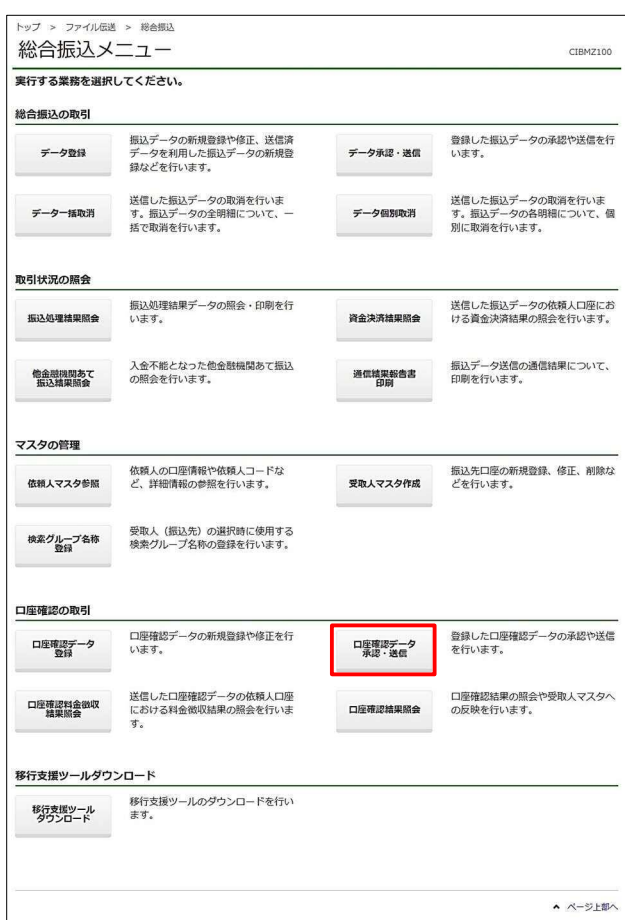 トップ > ファイル伝送 > 総合振込
総合振込メニュー
CIBMZ100
実行する業務を選択してください。
総合振込の取引
データ登録
振込データの新規登録や修正、送信済
データを利用した振込データの新規登
録などを行います。
データ承認・送信
登録した振込データの承認や送信を行
います。
データ一括取消
送信した振込データの取消を行いま
す。振込データの全明細について、一
括で取消を行います。
データ個別取消
送信した振込データの取消を行いま
す。振込データの各明細について、個
別に取消を行います。
取引状況の照会
振込処理結果照会
振込処理結果データの照会・印刷を行
います。
資金決済結果照会
送信した振込データの依頼人口座にお
ける資金決済結果の照会を行います。
他金融機関あて
振込結果照会
入金不能となった他金融機関あて振込
の照会を行います。
通信結果報告書
印刷
振込データ送信の通信結果について、
印刷を行います。
マスタの管理
依頼人マスタ参照
依頼人の口座情報や依頼人コードな
ど、詳細情報の参照を行います。
受取人マスタ作成
振込先口座の新規登録、修正、削除な
どを行います。
検索グループ名称
登録
受取人（振込先）の選択時に使用する
検索グループ名称の登録を行います。
口座確認の取引
口座確認データ
登録
口座確認データの新規登録や修正を行
います。
口座確認データ
承認・送信
登録した口座確認データの承認や送信
を行います。
口座確認料金徴収
結果照会
送信した口座確認データの依頼人口座
における料金徴収結果の照会を行いま
す。
口座確認結果照会
口座確認結果の照会や受取人マスタへ
の反映を行います。
移行支援ツールダウンロード
移行支援ツール
ダウンロード
移行支援ツールのダウンロードを行い
ます。
ページ上部へ